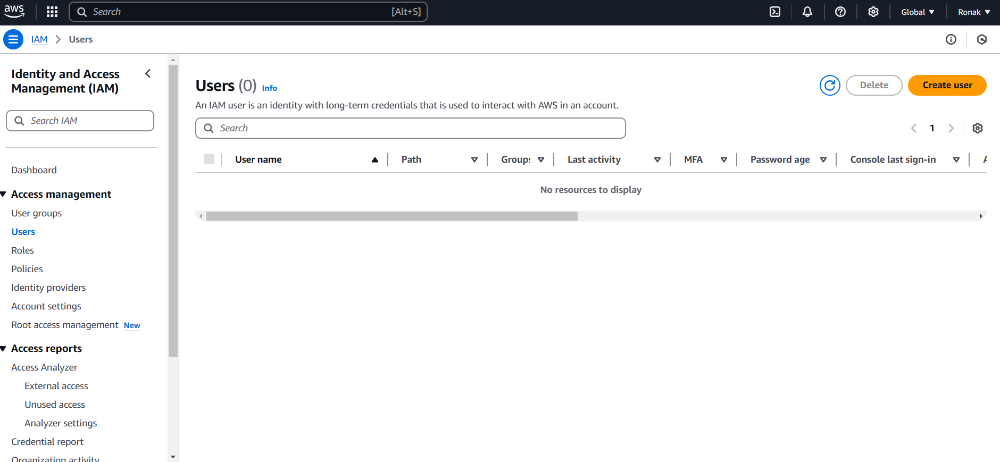 aws
Search [Alt+S]
Global
Ronak
IAM > Users
Identity and Access
Management (IAM)
Search IAM
Dashboard
Access management
User groups
Users
Roles
Policies
Identity providers
Account settings
Root access management New
Access reports
Access Analyzer
External access
Unused access
Analyzer settings
Credential report
Organization activity
Users (0) Info
Delete
Create user
An IAM user is an identity with long-term credentials that is used to interact with AWS in an account.
Search
1
User name Path Groups Last activity MFA Password age Console last sign-in
No resources to display